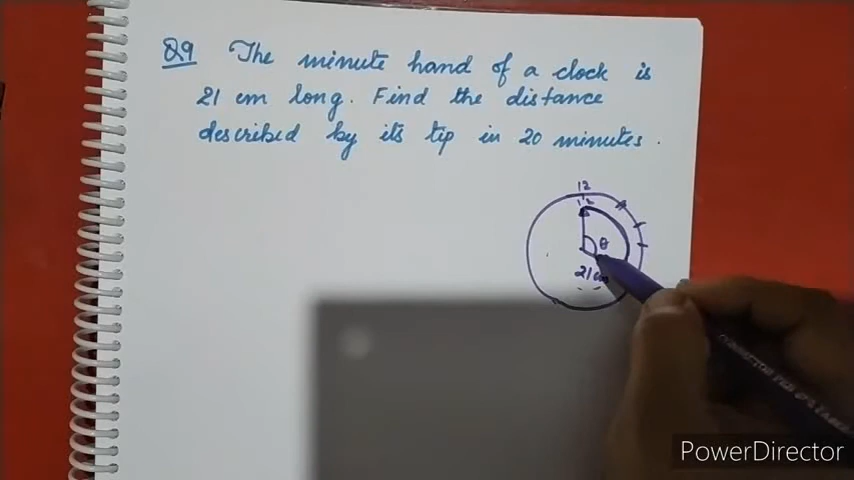 Q9 The minute hand of a clock is
21 cm long. Find the distance
described by its tip in 20 minutes.
12
12
θ
21 cm
PowerDirector